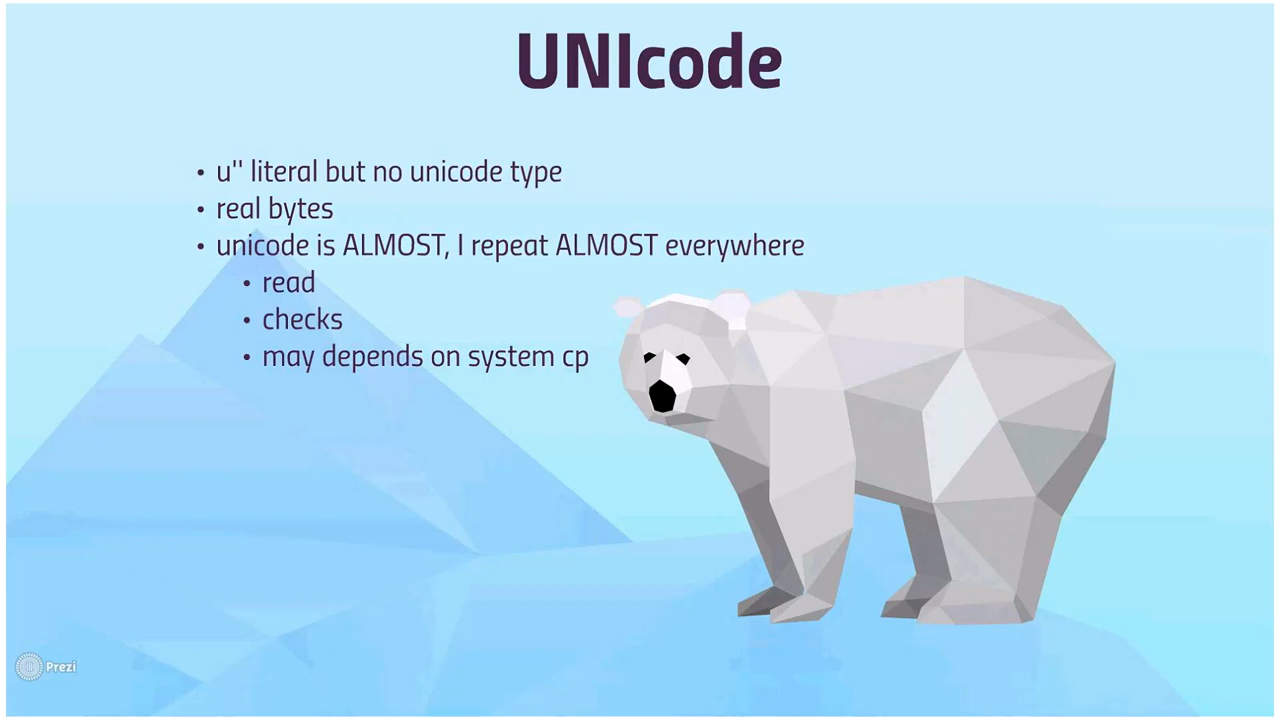 UNIcode
• u'' literal but no unicode type
• real bytes
• unicode is ALMOST, I repeat ALMOST everywhere
• read
• checks
• may depends on system cp
Prezi